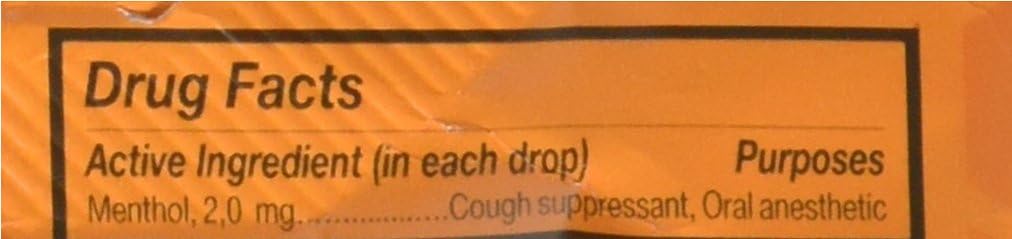 Drug Facts
Active Ingredient (in each drop) Purposes
Menthol, 2,0 mg..................Cough suppressant, Oral anesthetic